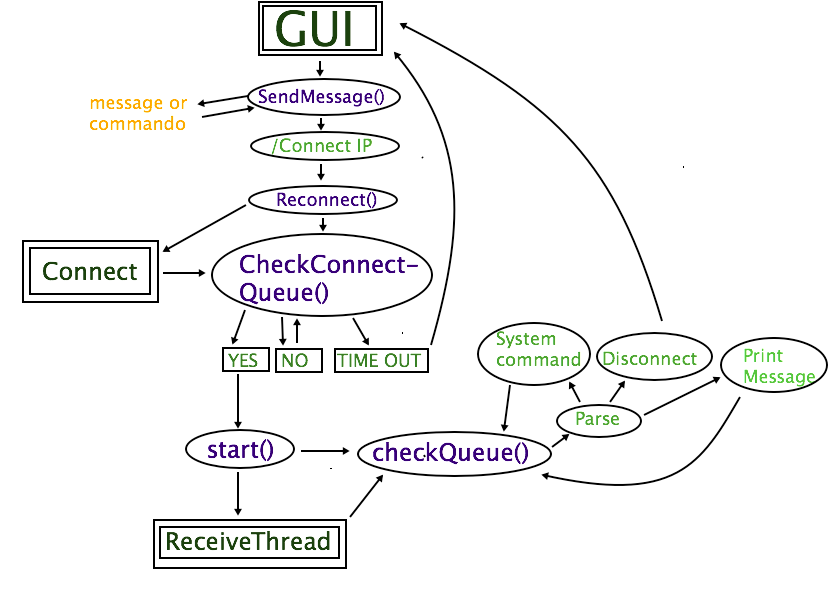 GUI
SendMessage()
message or
commando
/Connect IP
Reconnect()
Connect
CheckConnect-
Queue()
YES
NO
TIME OUT
System
command
Disconnect
Print
Message
Parse
start()
checkQueue()
ReceiveThread